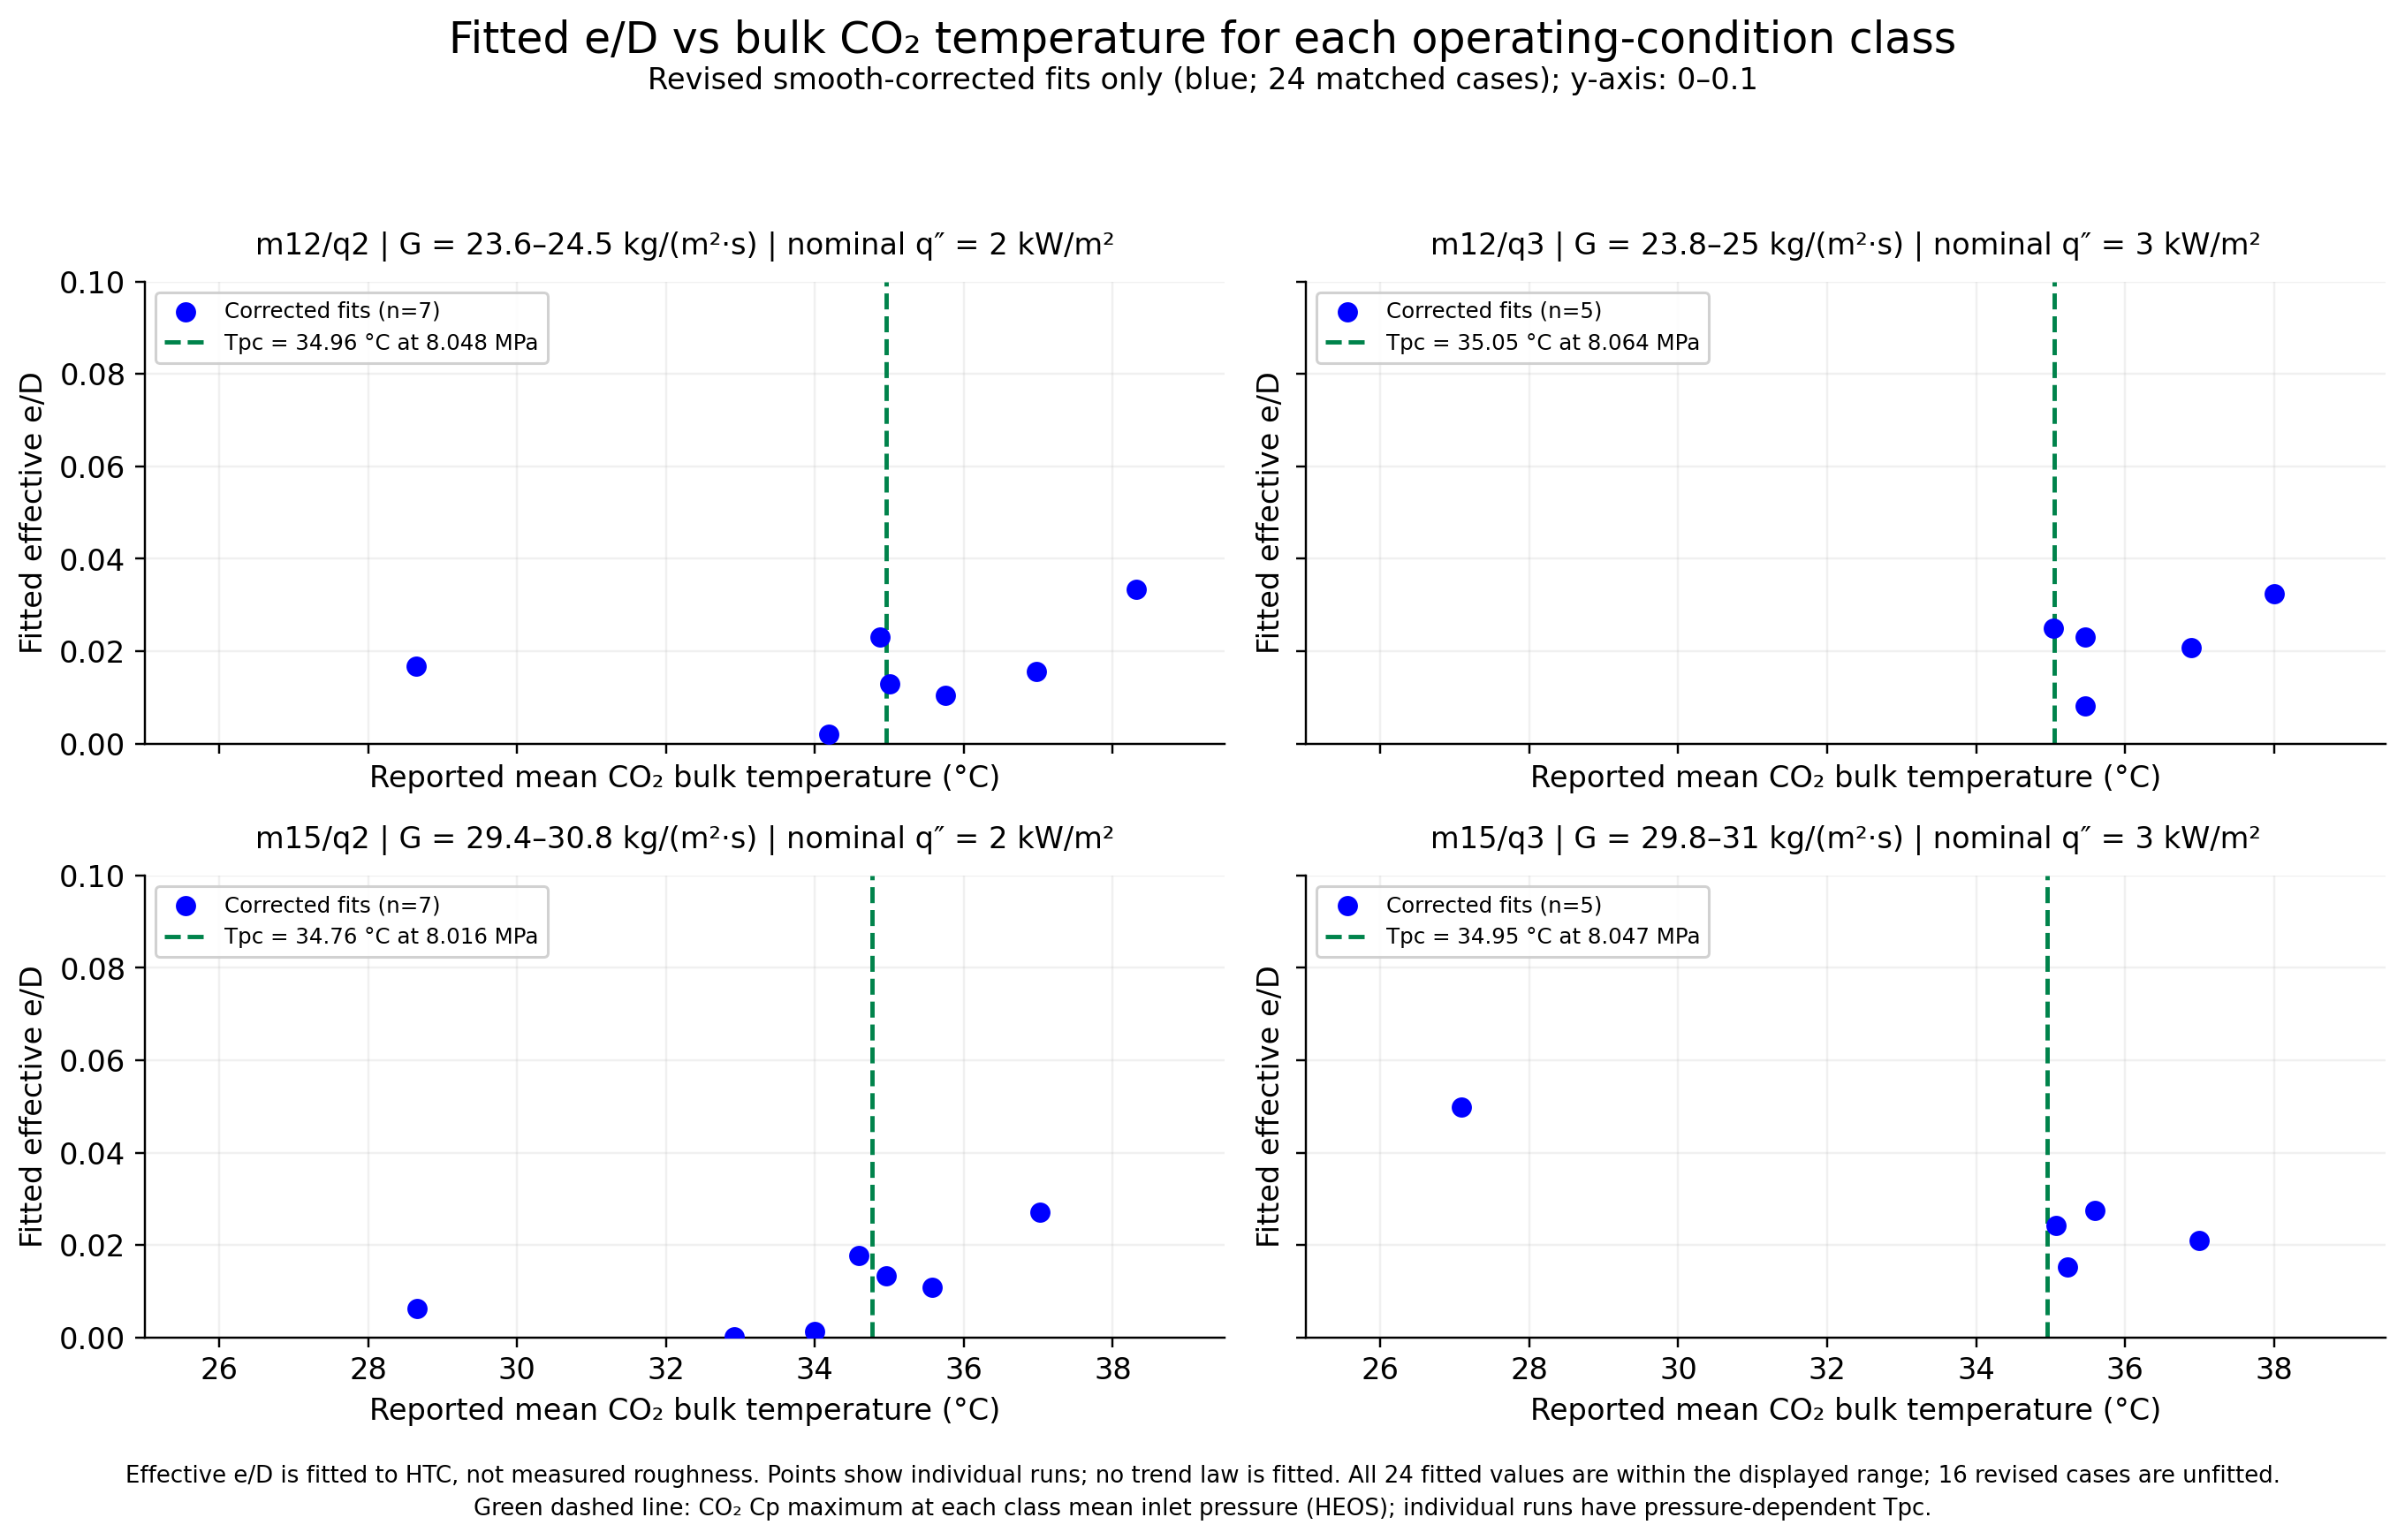 Fitted e/D vs bulk CO₂ temperature for each operating-condition class
Revised smooth-corrected fits only (blue; 24 matched cases); y-axis: 0–0.1
m12/q2 | G = 23.6–24.5 kg/(m²·s) | nominal q″ = 2 kW/m²
Corrected fits (n=7)
Tpc = 34.96 °C at 8.048 MPa
0.10
0.08
0.06
0.04
0.02
0.00
Fitted effective e/D
Reported mean CO₂ bulk temperature (°C)
m12/q3 | G = 23.8–25 kg/(m²·s) | nominal q″ = 3 kW/m²
Corrected fits (n=5)
Tpc = 35.05 °C at 8.064 MPa
Fitted effective e/D
Reported mean CO₂ bulk temperature (°C)
m15/q2 | G = 29.4–30.8 kg/(m²·s) | nominal q″ = 2 kW/m²
Corrected fits (n=7)
Tpc = 34.76 °C at 8.016 MPa
0.10
0.08
0.06
0.04
0.02
0.00
Fitted effective e/D
26 28 30 32 34 36 38
Reported mean CO₂ bulk temperature (°C)
m15/q3 | G = 29.8–31 kg/(m²·s) | nominal q″ = 3 kW/m²
Corrected fits (n=5)
Tpc = 34.95 °C at 8.047 MPa
Fitted effective e/D
26 28 30 32 34 36 38
Reported mean CO₂ bulk temperature (°C)
Effective e/D is fitted to HTC, not measured roughness. Points show individual runs; no trend law is fitted. All 24 fitted values are within the displayed range; 16 revised cases are unfitted.
Green dashed line: CO₂ Cp maximum at each class mean inlet pressure (HEOS); individual runs have pressure-dependent Tpc.